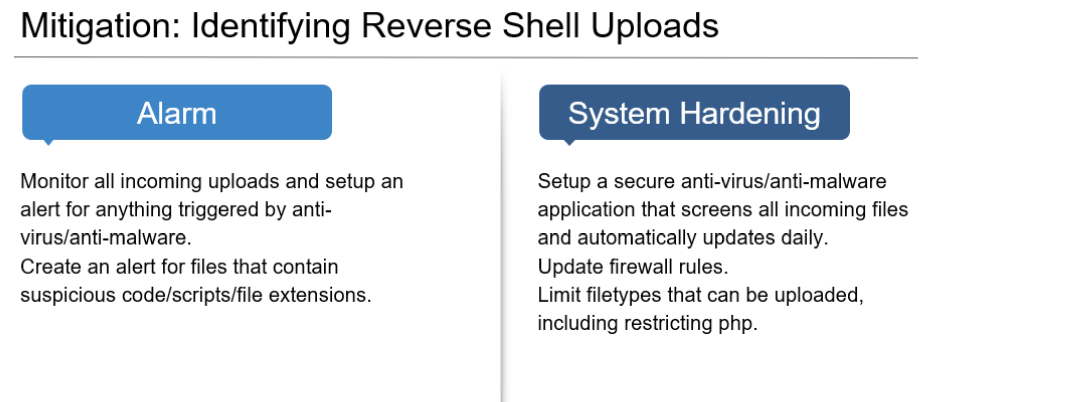 Mitigation: Identifying Reverse Shell Uploads
Alarm
Monitor all incoming uploads and setup an
alert for anything triggered by anti-
virus/anti-malware.
Create an alert for files that contain
suspicious code/scripts/file extensions.
System Hardening
Setup a secure anti-virus/anti-malware
application that screens all incoming files
and automatically updates daily.
Update firewall rules.
Limit filetypes that can be uploaded,
including restricting php.